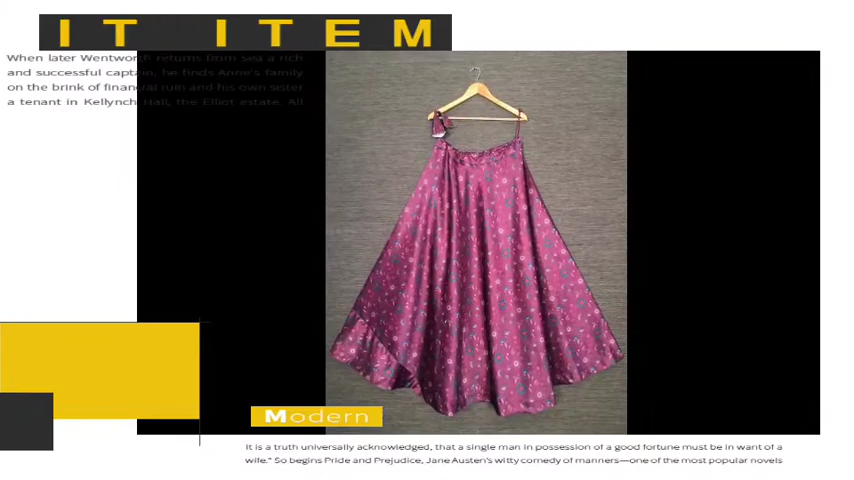 IT ITEM
When later Wentworth returns from sea a rich
and successful captain, he finds Anne's family
on the brink of financial ruin and his own sister
a tenant in Kellynch Hall, the Elliot estate. All
Modern
It is a truth universally acknowledged, that a single man in possession of a good fortune must be in want of a
wife." So begins Pride and Prejudice, Jane Austen's witty comedy of manners—one of the most popular novels